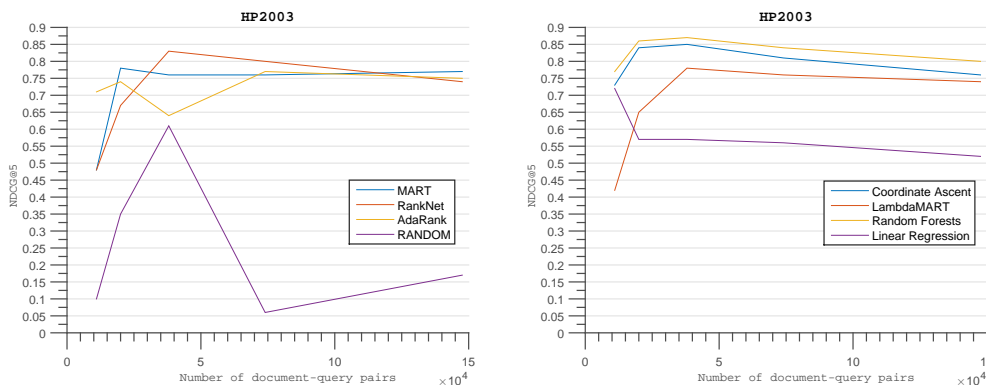 HP2003
0.9
0.85
0.8
0.75
0.7
0.65
0.6
0.55
0.5
0.45
0.4
0.35
0.3
0.25
0.2
0.15
0.1
0.05
0
NDCG@5
MART
RankNet
AdaRank
RANDOM
0 5 10 15
×10⁴
Number of document-query pairs
HP2003
0.9
0.85
0.8
0.75
0.7
0.65
0.6
0.55
0.5
0.45
0.4
0.35
0.3
0.25
0.2
0.15
0.1
0.05
0
NDCG@5
Coordinate Ascent
LambdaMART
Random Forests
Linear Regression
0 5 10
×10⁴
Number of document-query pairs